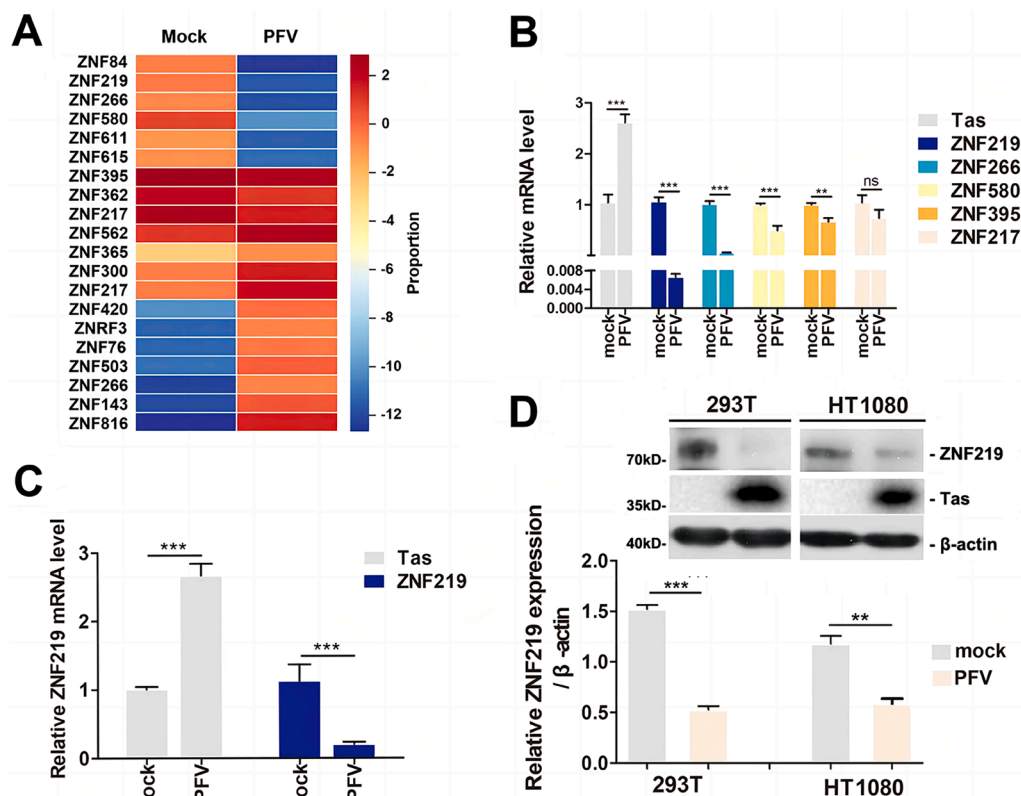 A
Mock PFV
ZNF84
ZNF219
ZNF266
ZNF580
ZNF611
ZNF615
ZNF395
ZNF362
ZNF217
ZNF562
ZNF365
ZNF300
ZNF217
ZNF420
ZNRF3
ZNF76
ZNF503
ZNF266
ZNF143
ZNF816
2
0
-2
-4
-6
-8
-10
-12
Proportion
B
Relative mRNA level
3
2
1
0.008
0.004
0.000
*** *** *** *** ** ns
mock PFV mock PFV mock PFV mock PFV mock PFV mock PFV
Tas
ZNF219
ZNF266
ZNF580
ZNF395
ZNF217
C
Relative ZNF219 mRNA level
3
2
1
0
*** ***
Mock PFV Mock PFV
Tas
ZNF219
D
293T HT1080
70kD- - ZNF219
35kD- - Tas
40kD- - β-actin
Relative ZNF219 expression
/ β -actin
2.0
1.5
1.0
0.5
0.0
*** **
293T HT1080
mock
PFV